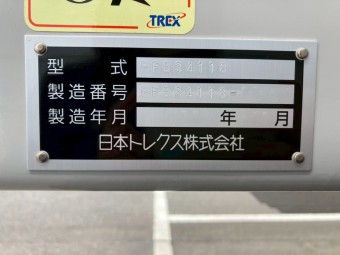 TREX
型式
製造番号
製造年月 年 月
日本トレクス株式会社